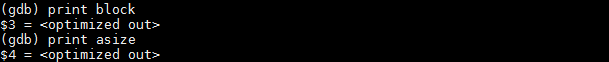 (gdb) print block
$3 = <optimized out>
(gdb) print asize
$4 = <optimized out>